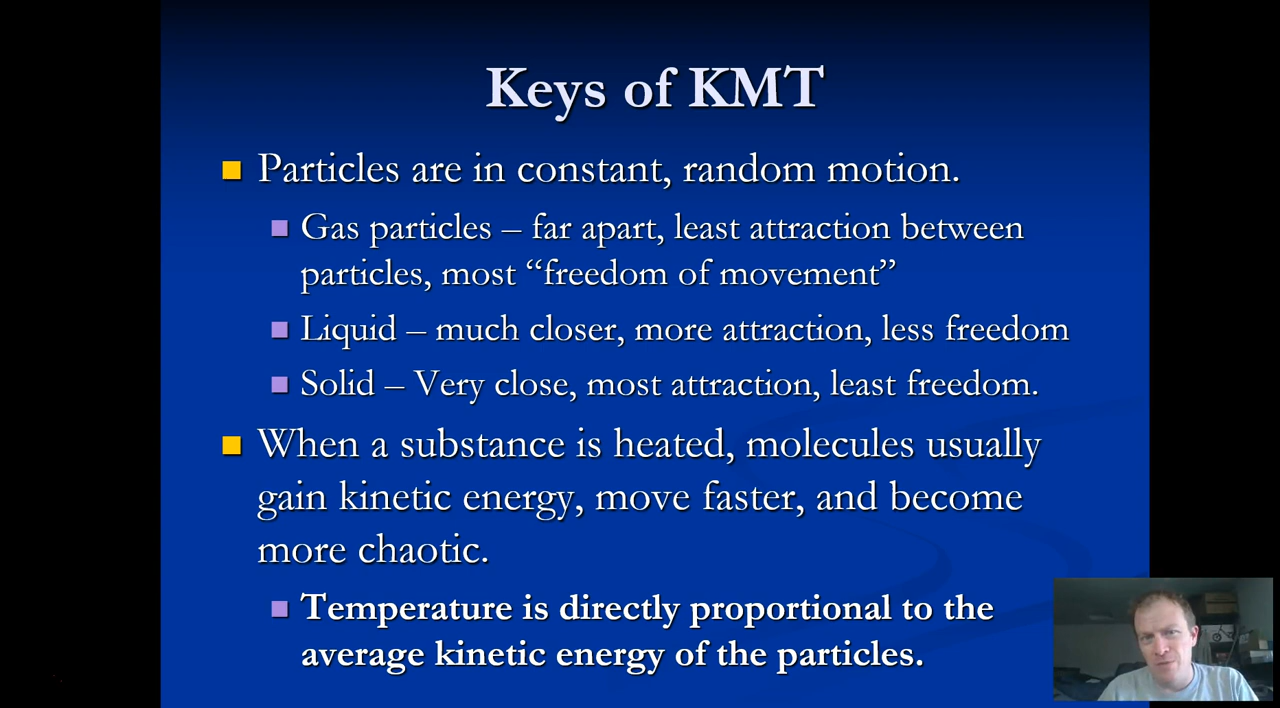 Keys of KMT
Particles are in constant, random motion.
Gas particles – far apart, least attraction between
particles, most “freedom of movement”
Liquid – much closer, more attraction, less freedom
Solid – Very close, most attraction, least freedom.
When a substance is heated, molecules usually
gain kinetic energy, move faster, and become
more chaotic.
Temperature is directly proportional to the
average kinetic energy of the particles.